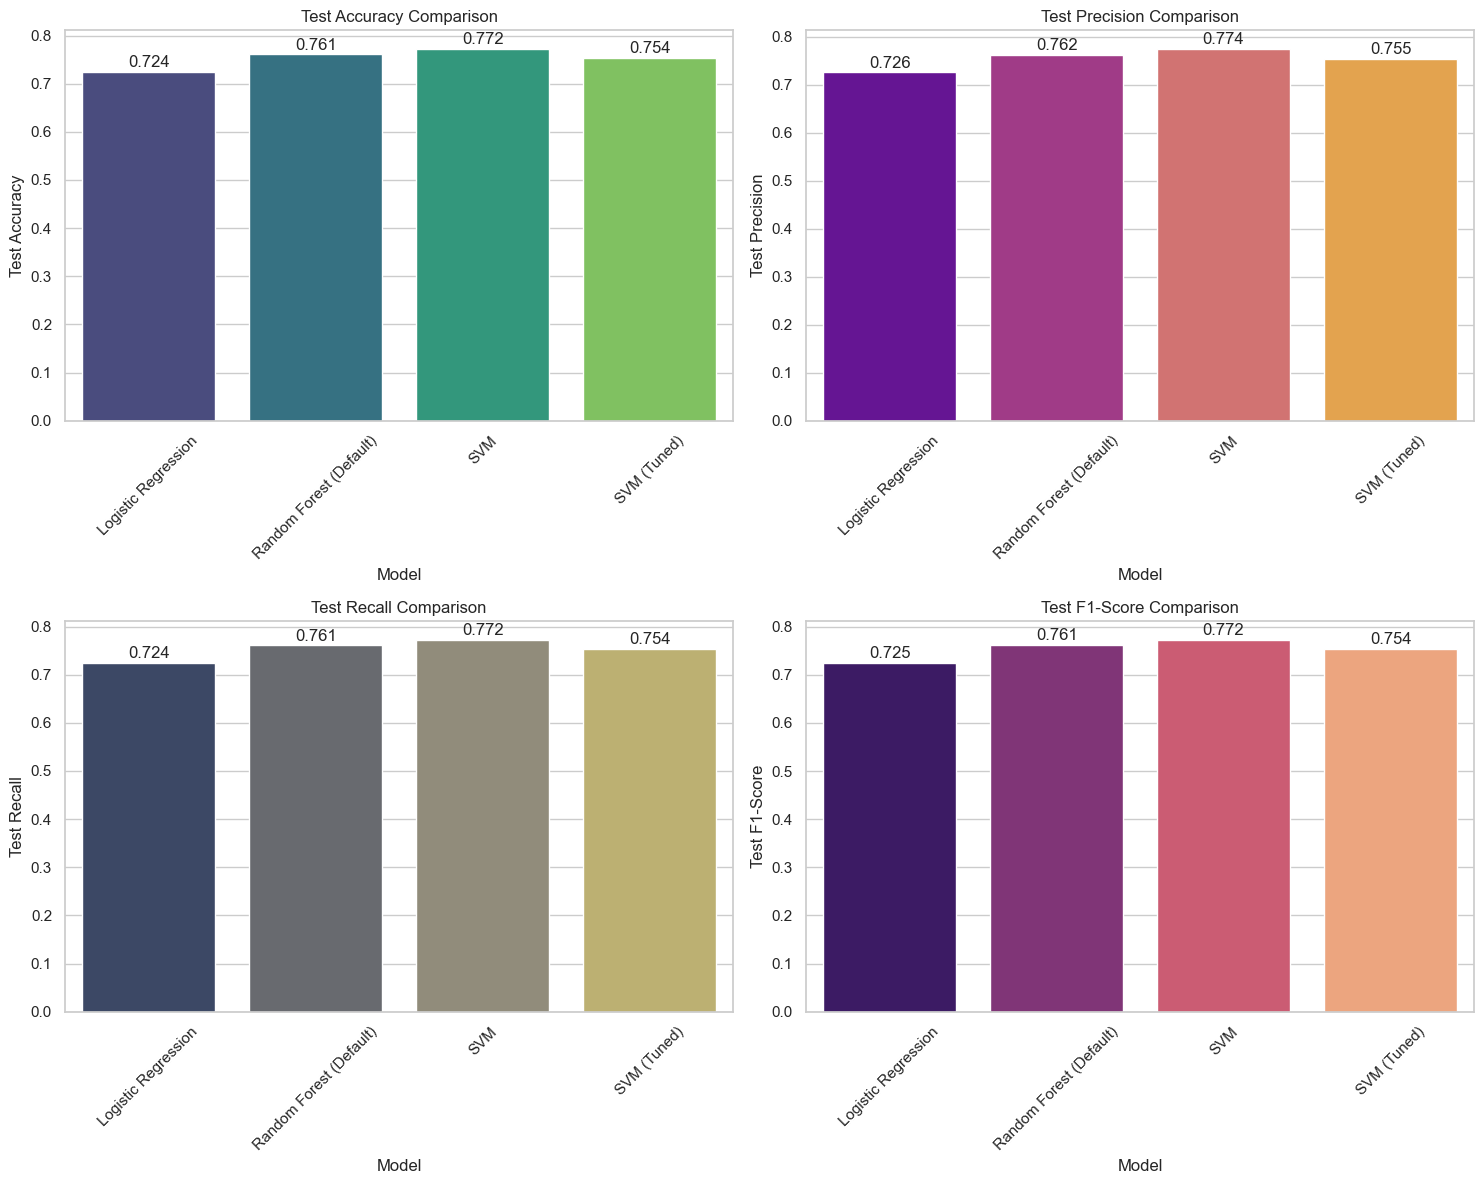 Test Accuracy Comparison
Test Accuracy
0.8
0.7
0.6
0.5
0.4
0.3
0.2
0.1
0.0
0.724
0.761
0.772
0.754
Logistic Regression
Random Forest (Default)
SVM
SVM (Tuned)
Model
Test Precision Comparison
Test Precision
0.8
0.7
0.6
0.5
0.4
0.3
0.2
0.1
0.0
0.726
0.762
0.774
0.755
Logistic Regression
Random Forest (Default)
SVM
SVM (Tuned)
Model
Test Recall Comparison
Test Recall
0.8
0.7
0.6
0.5
0.4
0.3
0.2
0.1
0.0
0.724
0.761
0.772
0.754
Logistic Regression
Random Forest (Default)
SVM
SVM (Tuned)
Model
Test F1-Score Comparison
Test F1-Score
0.8
0.7
0.6
0.5
0.4
0.3
0.2
0.1
0.0
0.725
0.761
0.772
0.754
Logistic Regression
Random Forest (Default)
SVM
SVM (Tuned)
Model